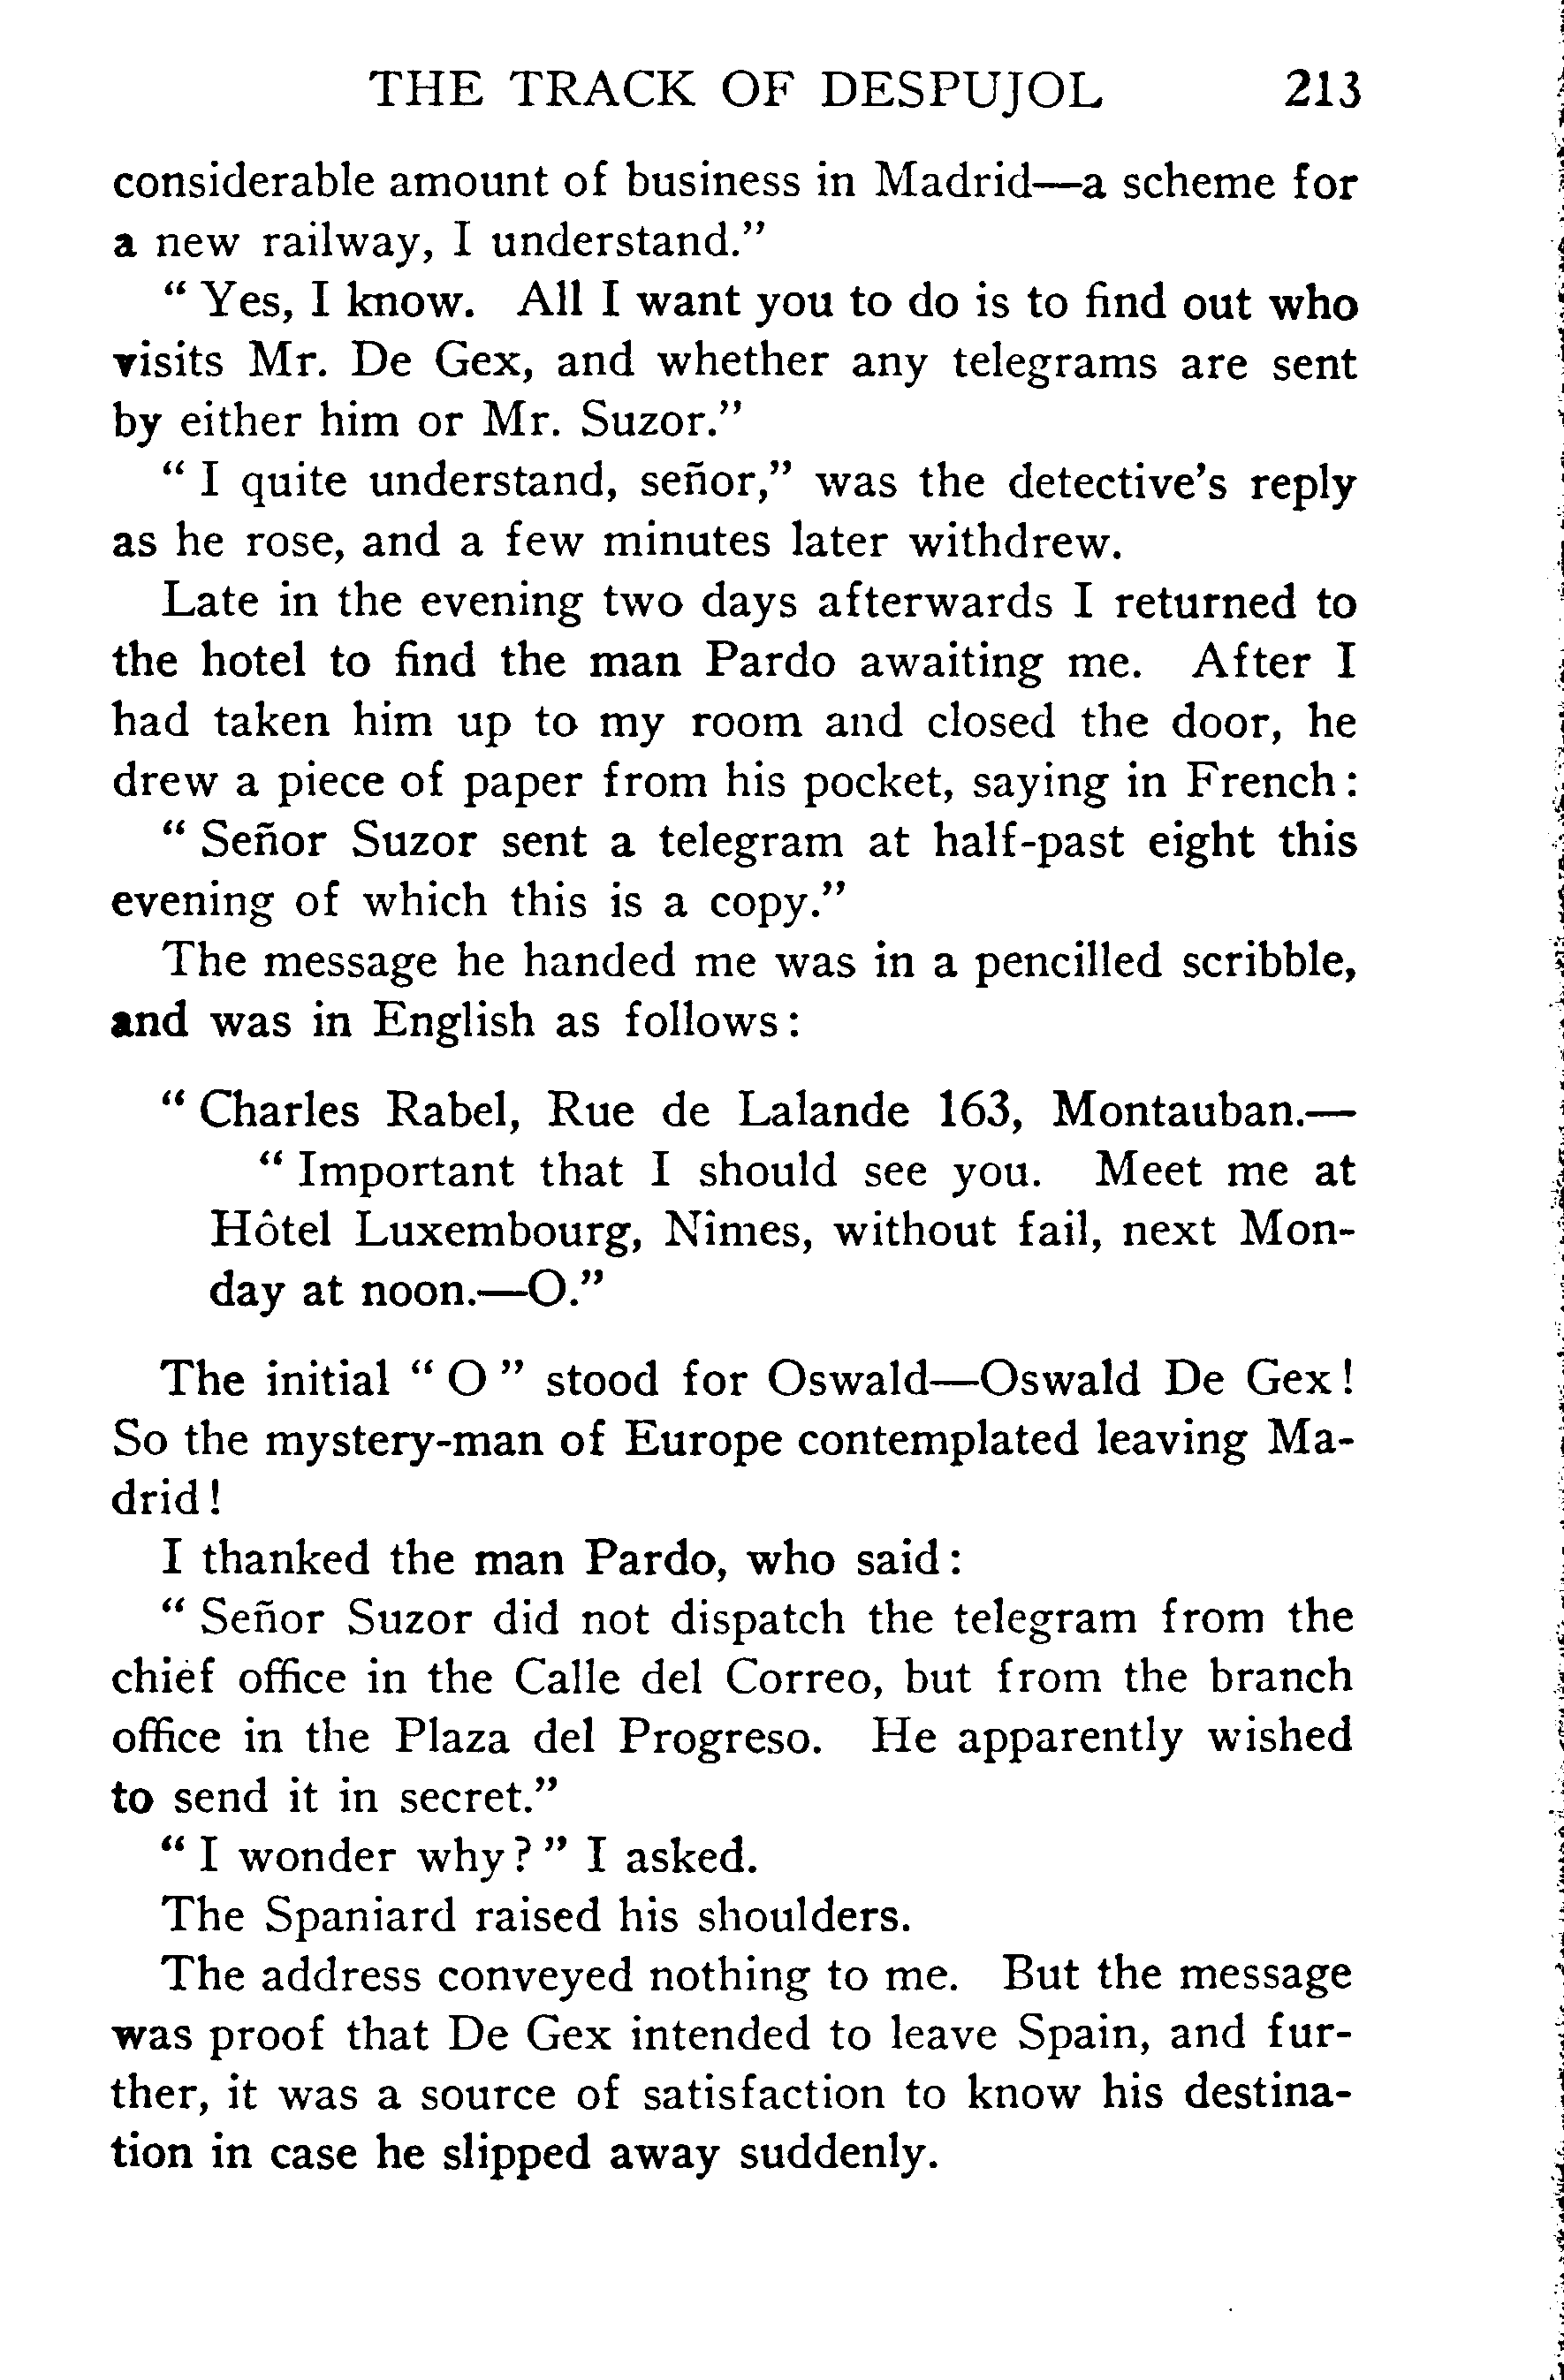 THE TRACK OF DESPUJOL 213
considerable amount of business in Madrid—a scheme for
a new railway, I understand."
" Yes, I know. All I want you to do is to find out who
visits Mr. De Gex, and whether any telegrams are sent
by either him or Mr. Suzor."
" I quite understand, señor," was the detective's reply
as he rose, and a few minutes later withdrew.
Late in the evening two days afterwards I returned to
the hotel to find the man Pardo awaiting me. After I
had taken him up to my room and closed the door, he
drew a piece of paper from his pocket, saying in French:
" Señor Suzor sent a telegram at half-past eight this
evening of which this is a copy."
The message he handed me was in a pencilled scribble,
and was in English as follows:
" Charles Rabel, Rue de Lalande 163, Montauban.—
" Important that I should see you. Meet me at
Hôtel Luxembourg, Nîmes, without fail, next Mon-
day at noon.—O."
The initial " O " stood for Oswald—Oswald De Gex!
So the mystery-man of Europe contemplated leaving Ma-
drid!
I thanked the man Pardo, who said:
" Señor Suzor did not dispatch the telegram from the
chief office in the Calle del Correo, but from the branch
office in the Plaza del Progreso. He apparently wished
to send it in secret."
" I wonder why? " I asked.
The Spaniard raised his shoulders.
The address conveyed nothing to me. But the message
was proof that De Gex intended to leave Spain, and fur-
ther, it was a source of satisfaction to know his destina-
tion in case he slipped away suddenly.